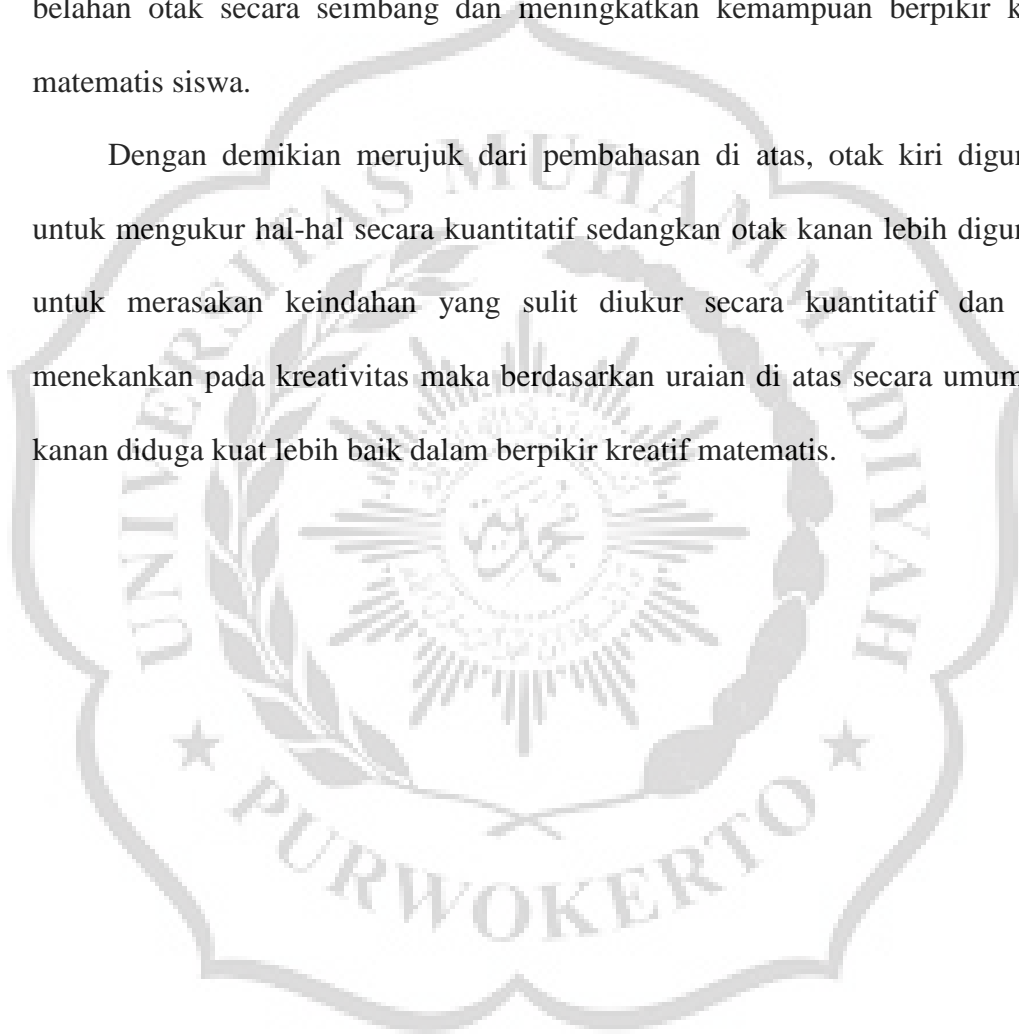 belahan otak secara seimbang dan meningkatkan kemampuan berpikir k
matematis siswa.
Dengan demikian merujuk dari pembahasan di atas, otak kiri digu
untuk mengukur hal-hal secara kuantitatif sedangkan otak kanan lebih digu
untuk merasakan keindahan yang sulit diukur secara kuantitatif dan
menekankan pada kreativitas maka berdasarkan uraian di atas secara umum
kanan diduga kuat lebih baik dalam berpikir kreatif matematis.
UNIVERSITAS MUHAMMADIYAH
PURWOKERTO